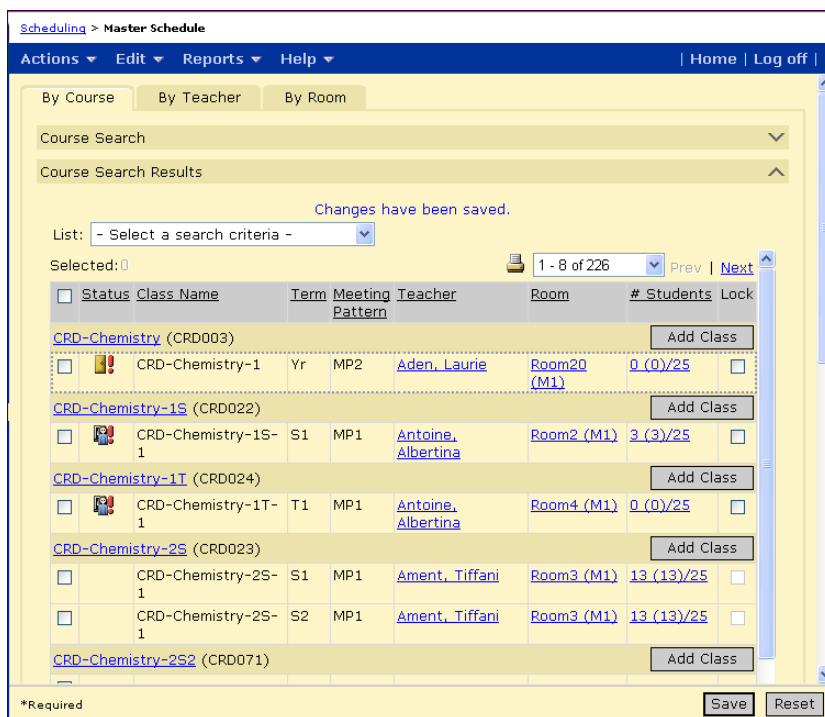 Scheduling > Master Schedule
Actions Edit Reports Help | Home | Log off |
By Course By Teacher By Room
Course Search
Course Search Results
Changes have been saved.
List: - Select a search criteria -
Selected: 0 1 - 8 of 226 Prev | Next
Status Class Name Term Meeting Teacher Room # Students Lock
Pattern
CRD-Chemistry (CRD003) Add Class
CRD-Chemistry-1 Yr MP2 Aden, Laurie Room20 0 (0)/25
(M1)
CRD-Chemistry-1S (CRD022) Add Class
CRD-Chemistry-1S- S1 MP1 Antoine, Room2 (M1) 3 (3)/25
1 Albertina
CRD-Chemistry-1T (CRD024) Add Class
CRD-Chemistry-1T- T1 MP1 Antoine, Room4 (M1) 0 (0)/25
1 Albertina
CRD-Chemistry-2S (CRD023) Add Class
CRD-Chemistry-2S- S1 MP1 Ament, Tiffani Room3 (M1) 13 (13)/25
1
CRD-Chemistry-2S- S2 MP1 Ament, Tiffani Room3 (M1) 13 (13)/25
1
CRD-Chemistry-2S2 (CRD071) Add Class
*Required Save Reset